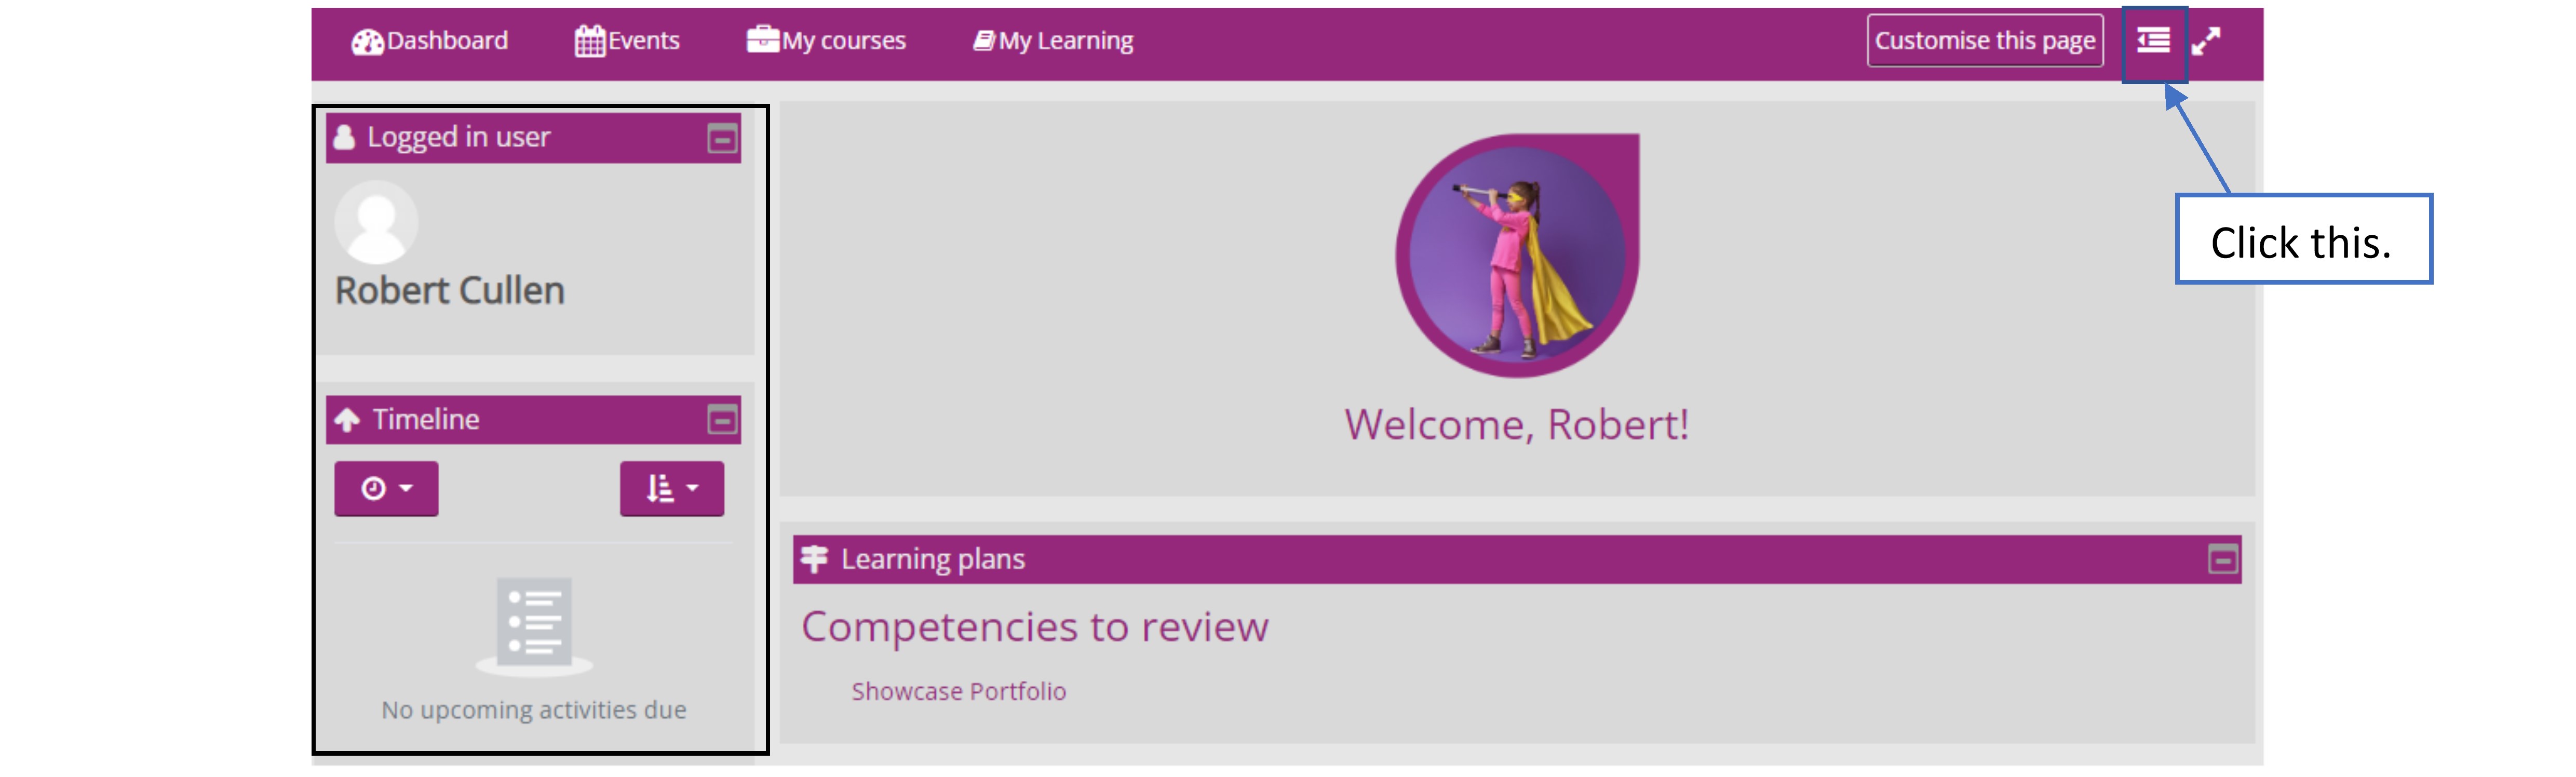 Dashboard Events My courses My Learning Customise this page
Logged in user
Robert Cullen
Timeline
No upcoming activities due
Click this.
Welcome, Robert!
Learning plans
Competencies to review
Showcase Portfolio